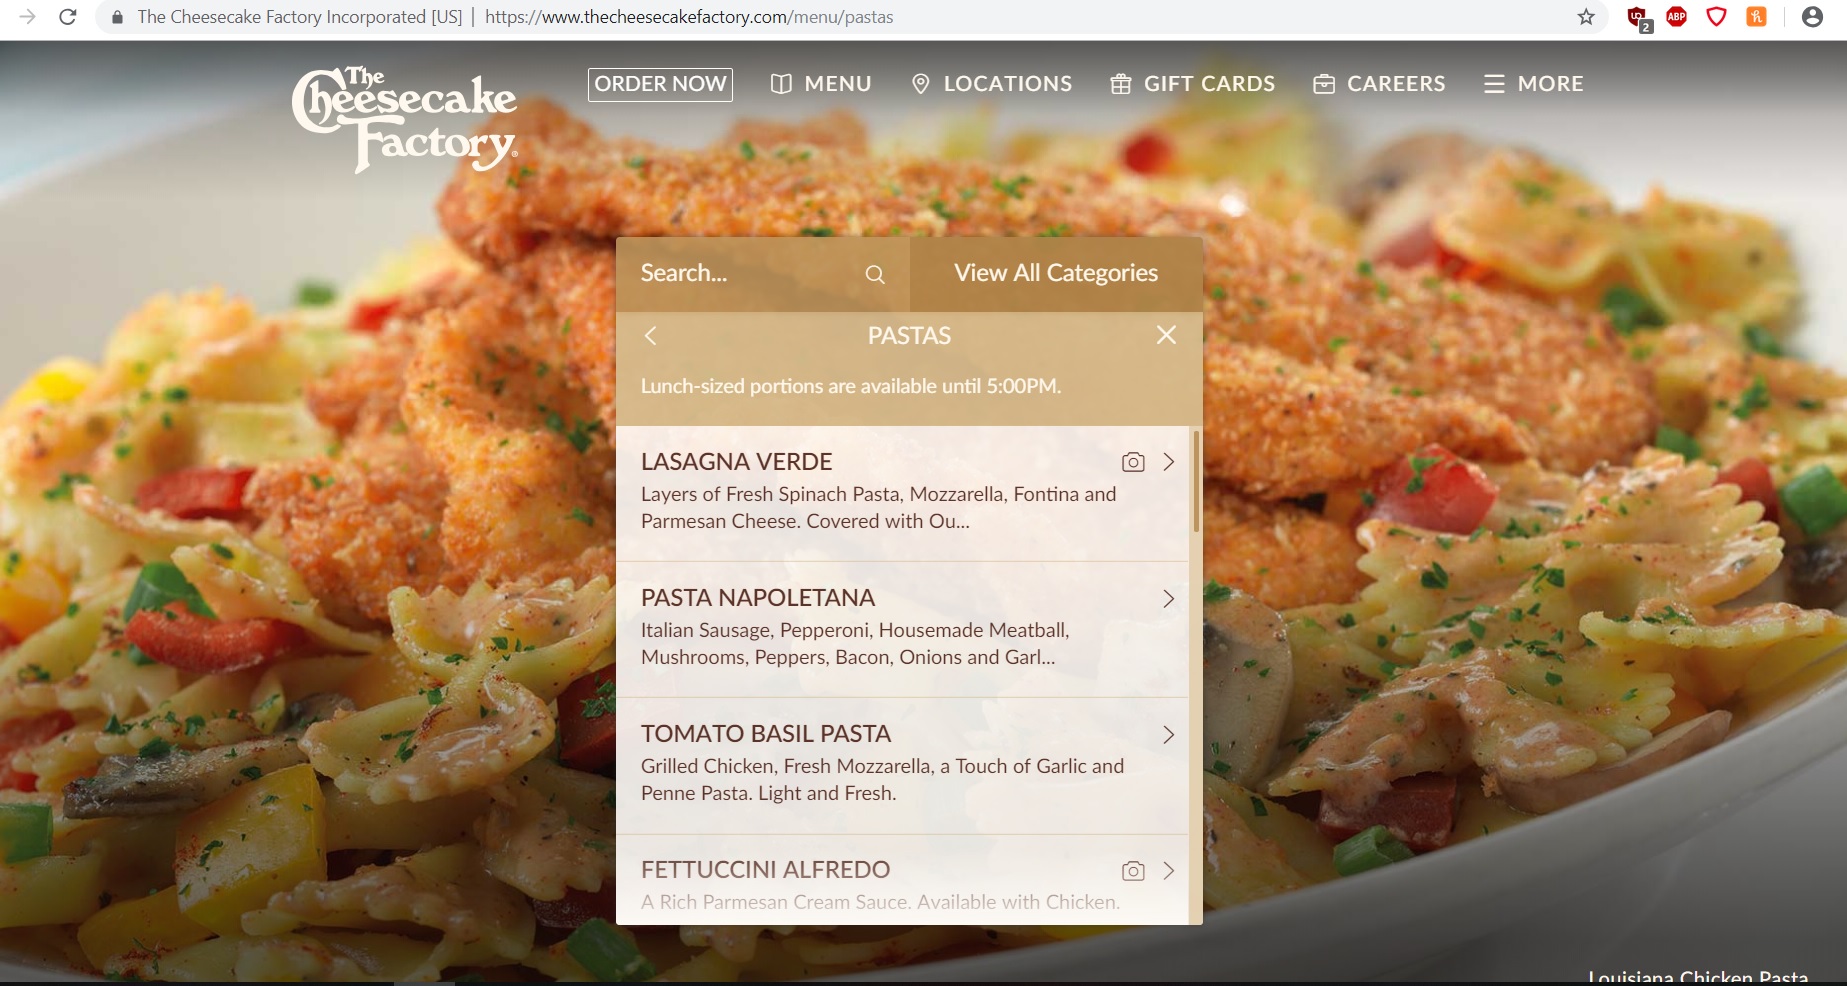 The Cheesecake Factory Incorporated [US] | https://www.thecheesecakefactory.com/menu/pastas
2
ABP
The
Cheesecake
Factory
ORDER NOW
MENU
LOCATIONS
GIFT CARDS
CAREERS
MORE
Search...
View All Categories
PASTAS
Lunch-sized portions are available until 5:00PM.
LASAGNA VERDE
Layers of Fresh Spinach Pasta, Mozzarella, Fontina and
Parmesan Cheese. Covered with Ou...
PASTA NAPOLETANA
Italian Sausage, Pepperoni, Housemade Meatball,
Mushrooms, Peppers, Bacon, Onions and Garl...
TOMATO BASIL PASTA
Grilled Chicken, Fresh Mozzarella, a Touch of Garlic and
Penne Pasta. Light and Fresh.
FETTUCCINI ALFREDO
A Rich Parmesan Cream Sauce. Available with Chicken.
Louisiana Chicken Pasta